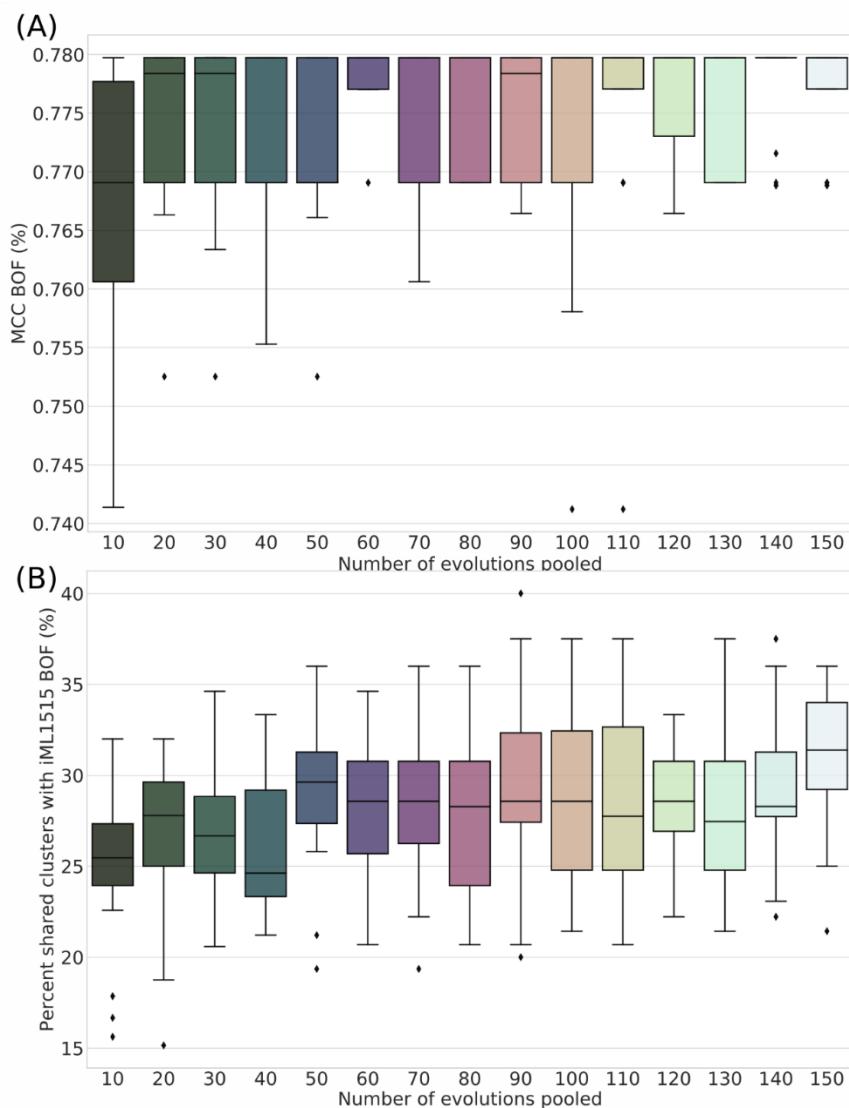 (A)
MCC BOF (%)
0.780
0.775
0.770
0.765
0.760
0.755
0.750
0.745
0.740
10 20 30 40 50 60 70 80 90 100 110 120 130 140 150
Number of evolutions pooled
(B)
Percent shared clusters with iML1515 BOF (%)
40
35
30
25
20
15
10 20 30 40 50 60 70 80 90 100 110 120 130 140 150
Number of evolutions pooled